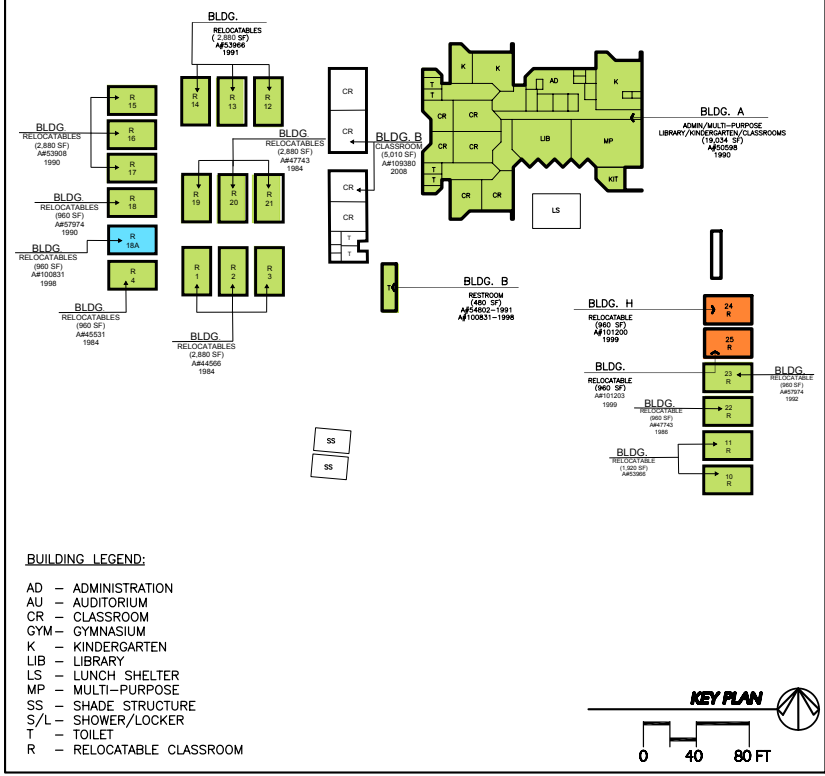 BLDG.
RELOCATABLES
(2,880 SF)
A#53966
1991
R
14
R
13
R
12
R
15
R
16
R
17
R
18
R
18A
R
4
BLDG.
RELOCATABLES
(2,880 SF)
A#53908
1990
BLDG.
RELOCATABLES
(960 SF)
A#57974
1990
BLDG.
RELOCATABLES
(960 SF)
A#100831
1998
BLDG.
RELOCATABLES
(960 SF)
A#45531
1984
BLDG.
RELOCATABLES
(2,880 SF)
A#47743
1984
R
19
R
20
R
21
R
1
R
2
R
3
BLDG.
RELOCATABLES
(2,880 SF)
A#44566
1984
CR
CR
CR
CR
T
T
BLDG. B
CLASSROOM
(5,010 SF)
A#109380
2008
K
K
AD
K
T
T
CR
CR
CR
CR
CR
T
T
CR
CR
LIB
MP
KIT
LS
BLDG. A
ADMIN/MULTI-PURPOSE
LIBRARY/KINDERGARTEN/CLASSROOMS
(19,034 SF)
A#50598
1990
T
BLDG. B
RESTROOM
(480 SF)
A#54802-1991
A#100831-1998
BLDG. H
RELOCATABLE
(960 SF)
A#101200
1999
24
R
25
R
BLDG.
RELOCATABLE
(960 SF)
A#101203
1999
23
R
BLDG.
RELOCATABLE
(960 SF)
A#57974
1992
BLDG.
RELOCATABLE
(960 SF)
A#47743
1986
22
R
BLDG.
RELOCATABLE
(1,920 SF)
A#53966
11
R
10
R
SS
SS
BUILDING LEGEND:
AD – ADMINISTRATION
AU – AUDITORIUM
CR – CLASSROOM
GYM – GYMNASIUM
K – KINDERGARTEN
LIB – LIBRARY
LS – LUNCH SHELTER
MP – MULTI-PURPOSE
SS – SHADE STRUCTURE
S/L – SHOWER/LOCKER
T – TOILET
R – RELOCATABLE CLASSROOM
KEY PLAN
0 40 80 FT